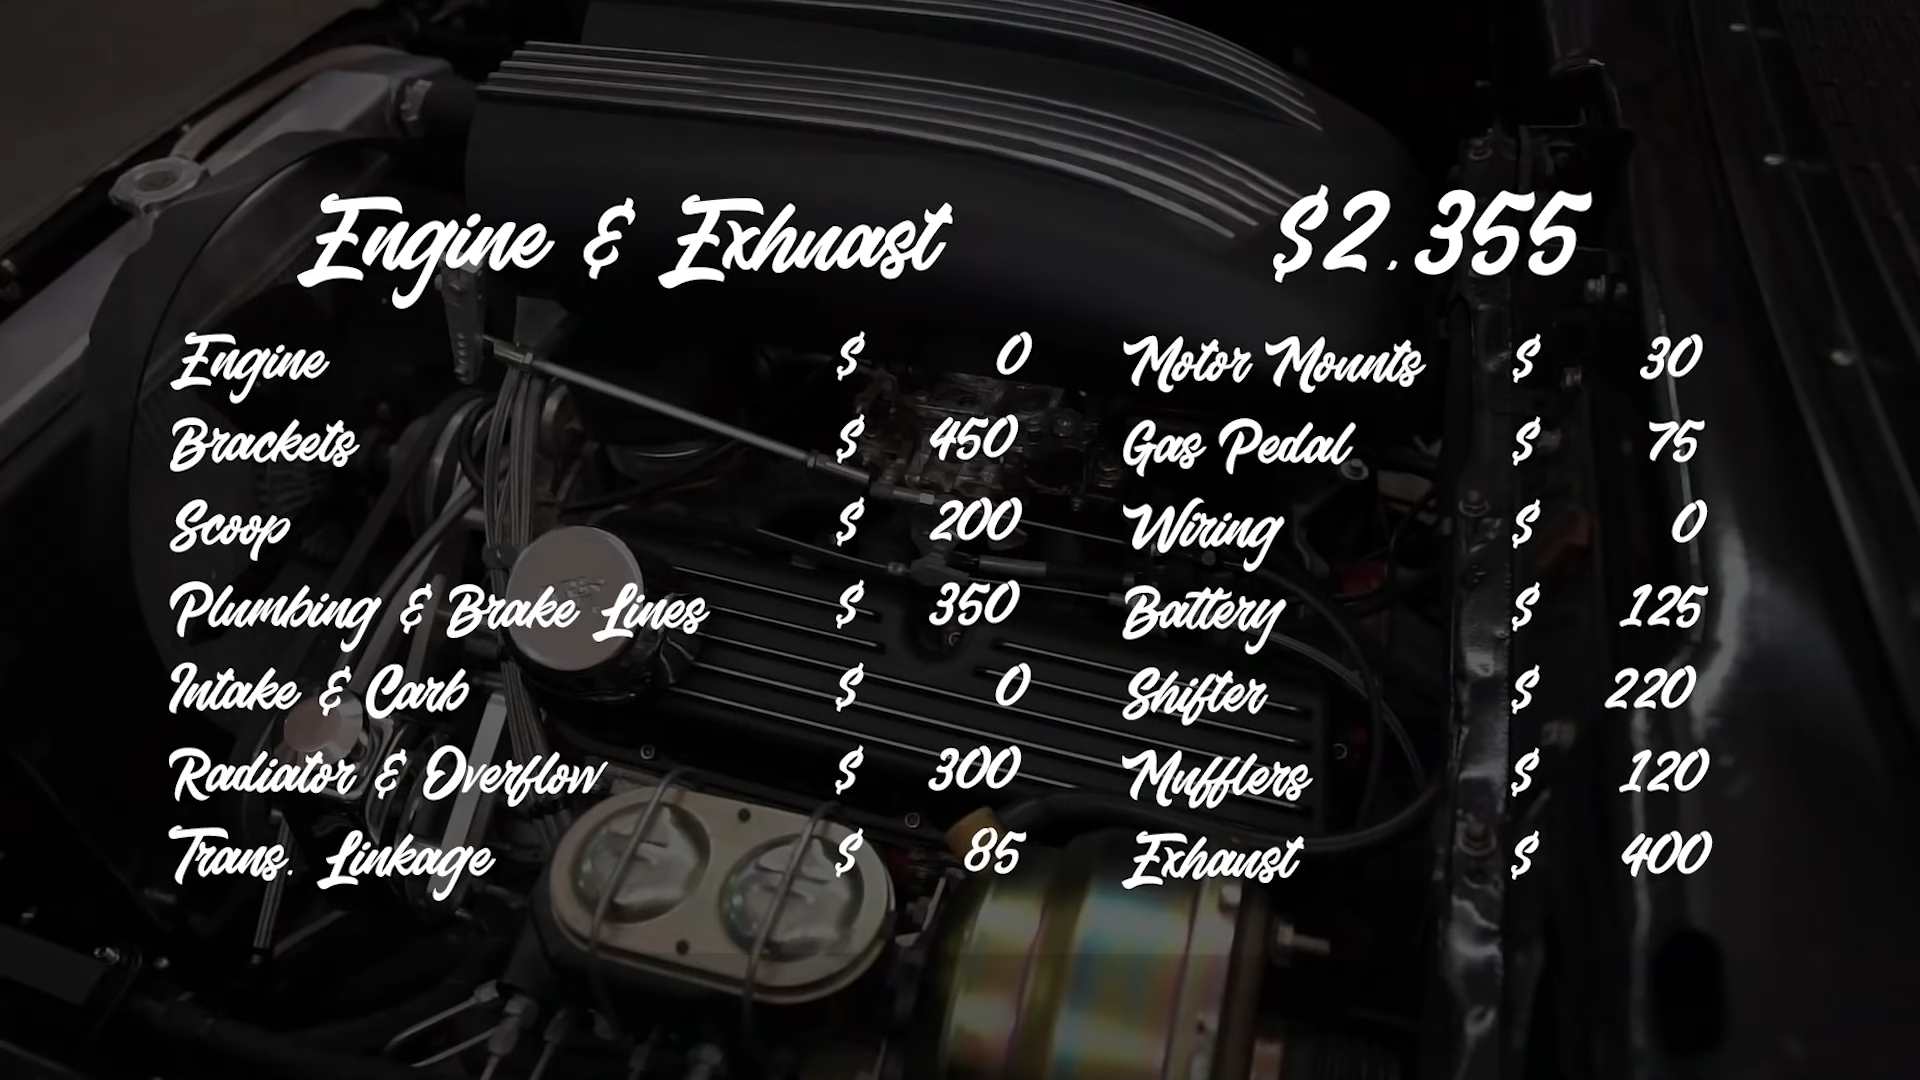 Engine & Exhuast $2,355
Engine $ 0
Brackets $ 450
Scoop $ 200
Plumbing & Brake Lines $ 350
Intake & Carb $ 0
Radiator & Overflow $ 300
Trans. Linkage $ 85
Motor Mounts $ 30
Gas Pedal $ 75
Wiring $ 0
Battery $ 125
Shifter $ 220
Mufflers $ 120
Exhaust $ 400